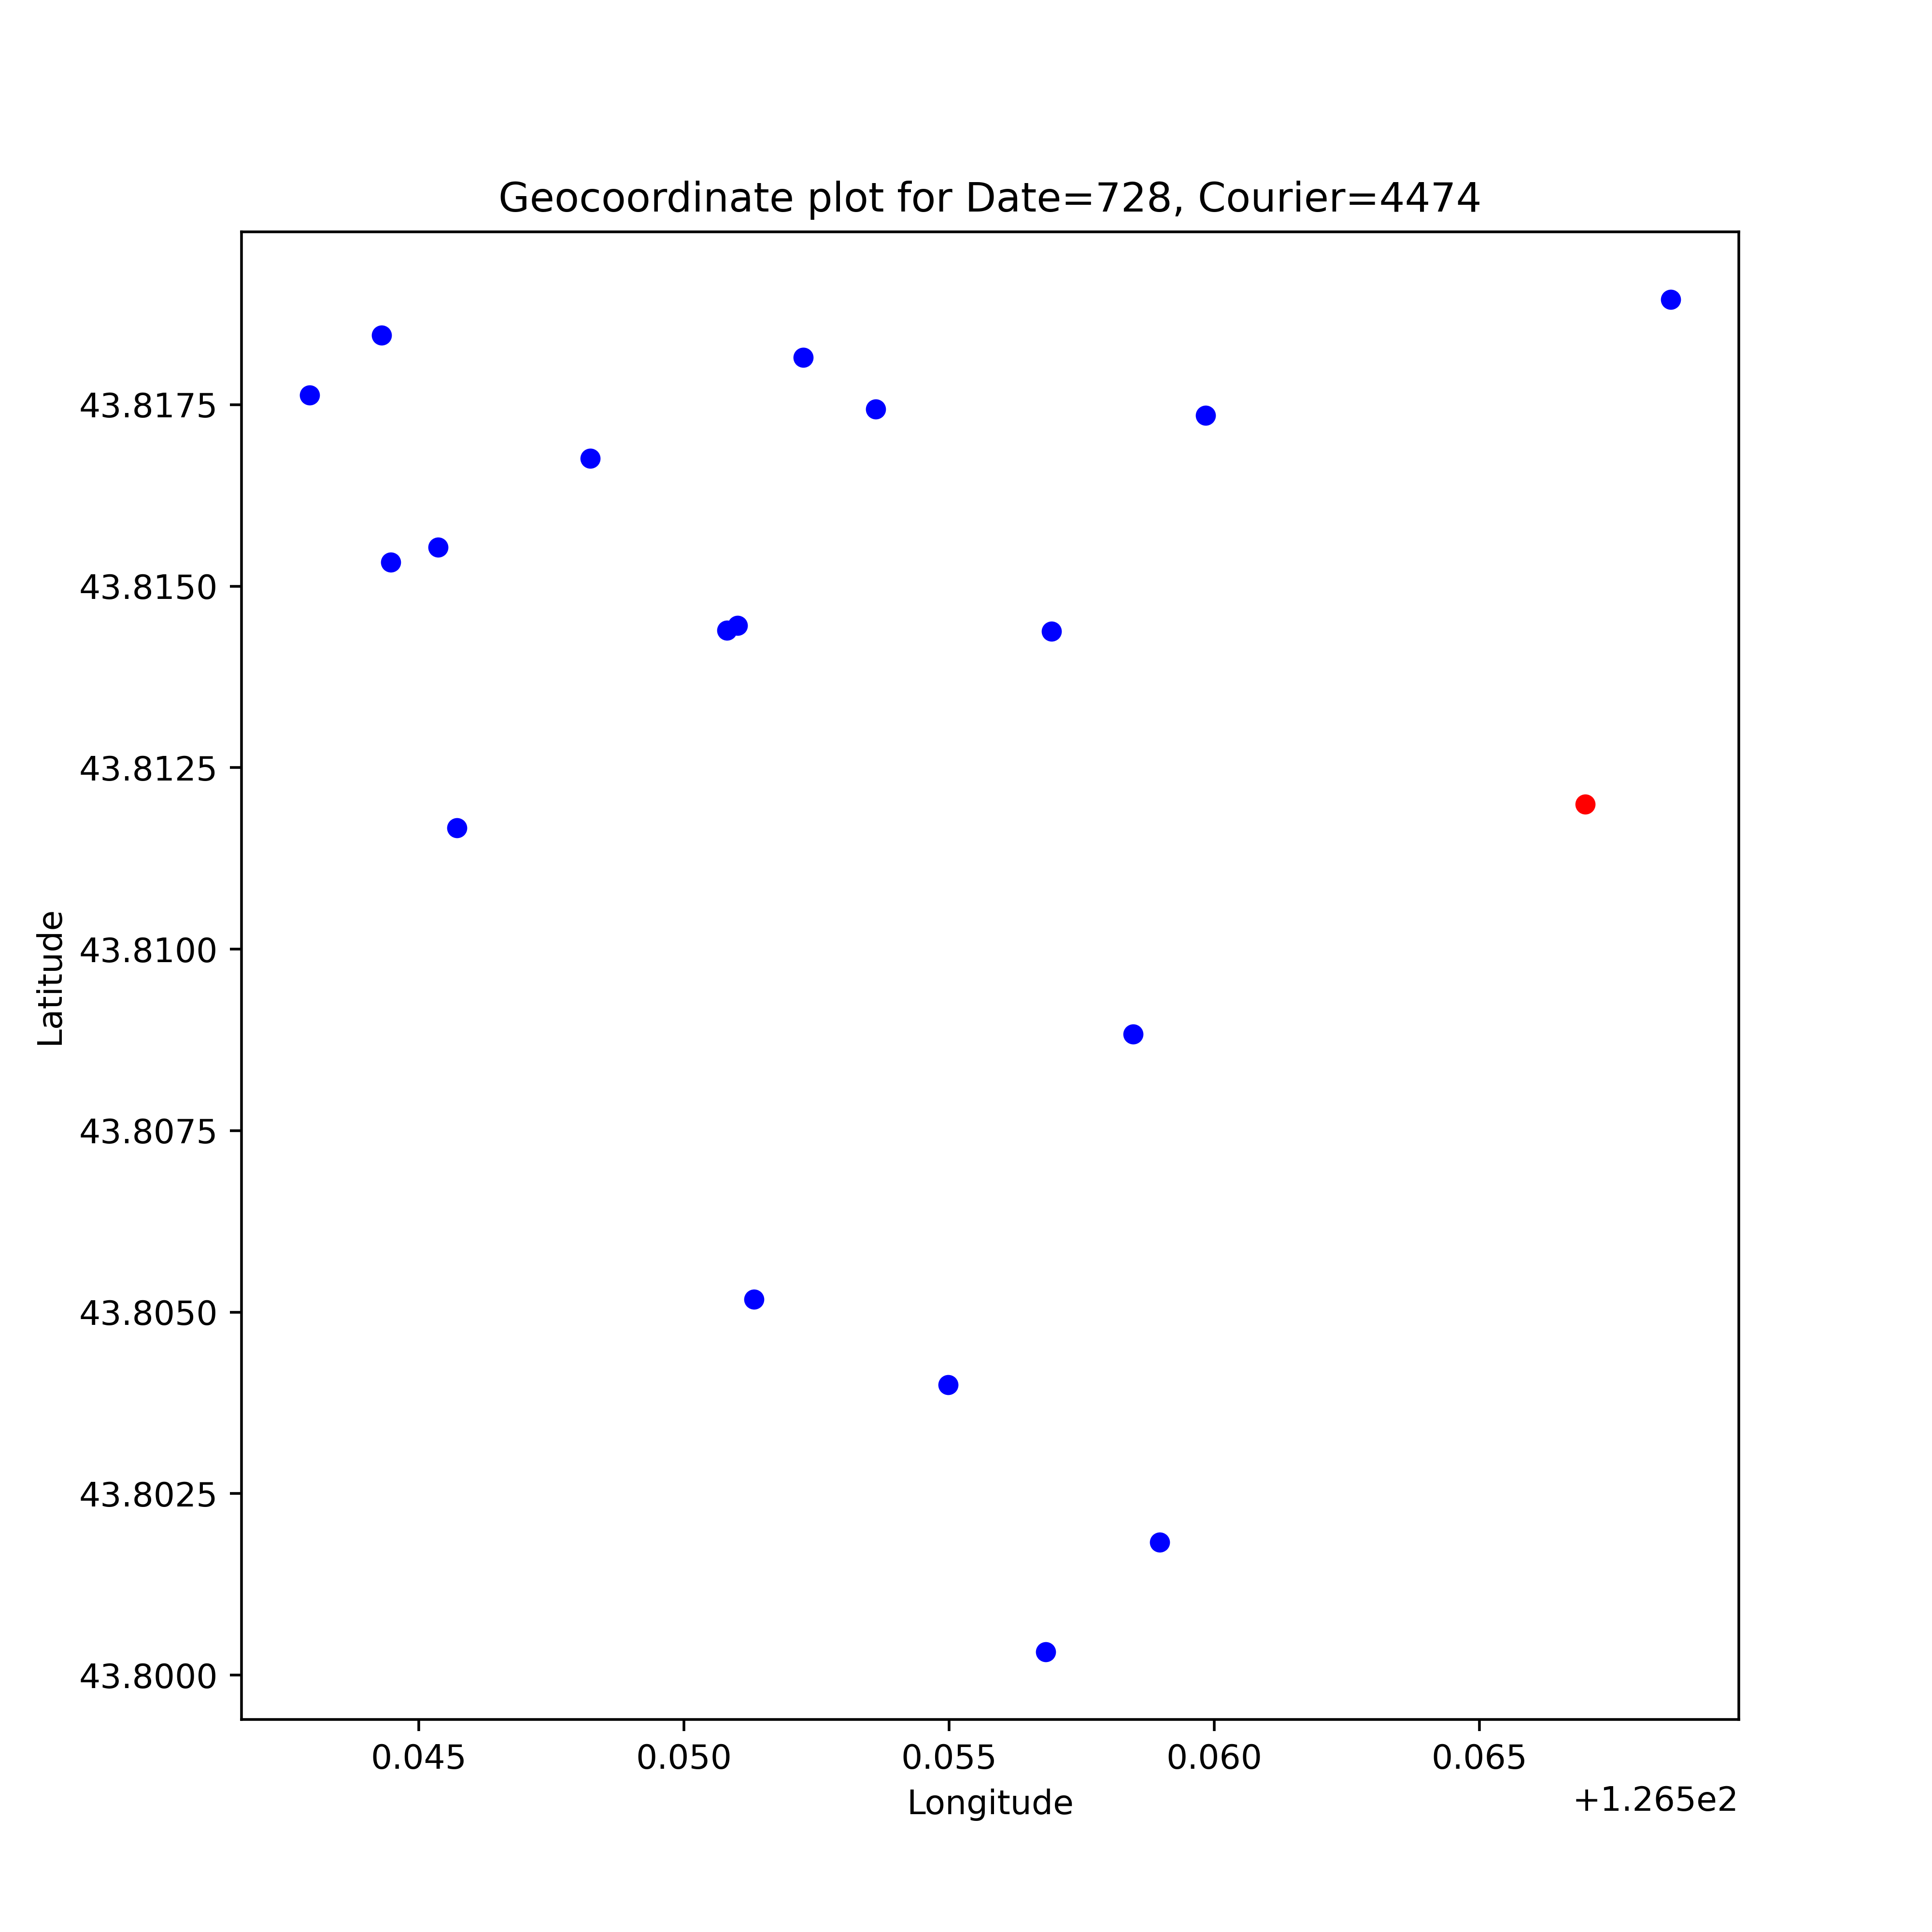 Geocoordinate plot for Date=728, Courier=4474
43.8175
43.8150
43.8125
43.8100
43.8075
43.8050
43.8025
43.8000
Latitude
0.045 0.050 0.055 0.060 0.065
Longitude
+1.265e2